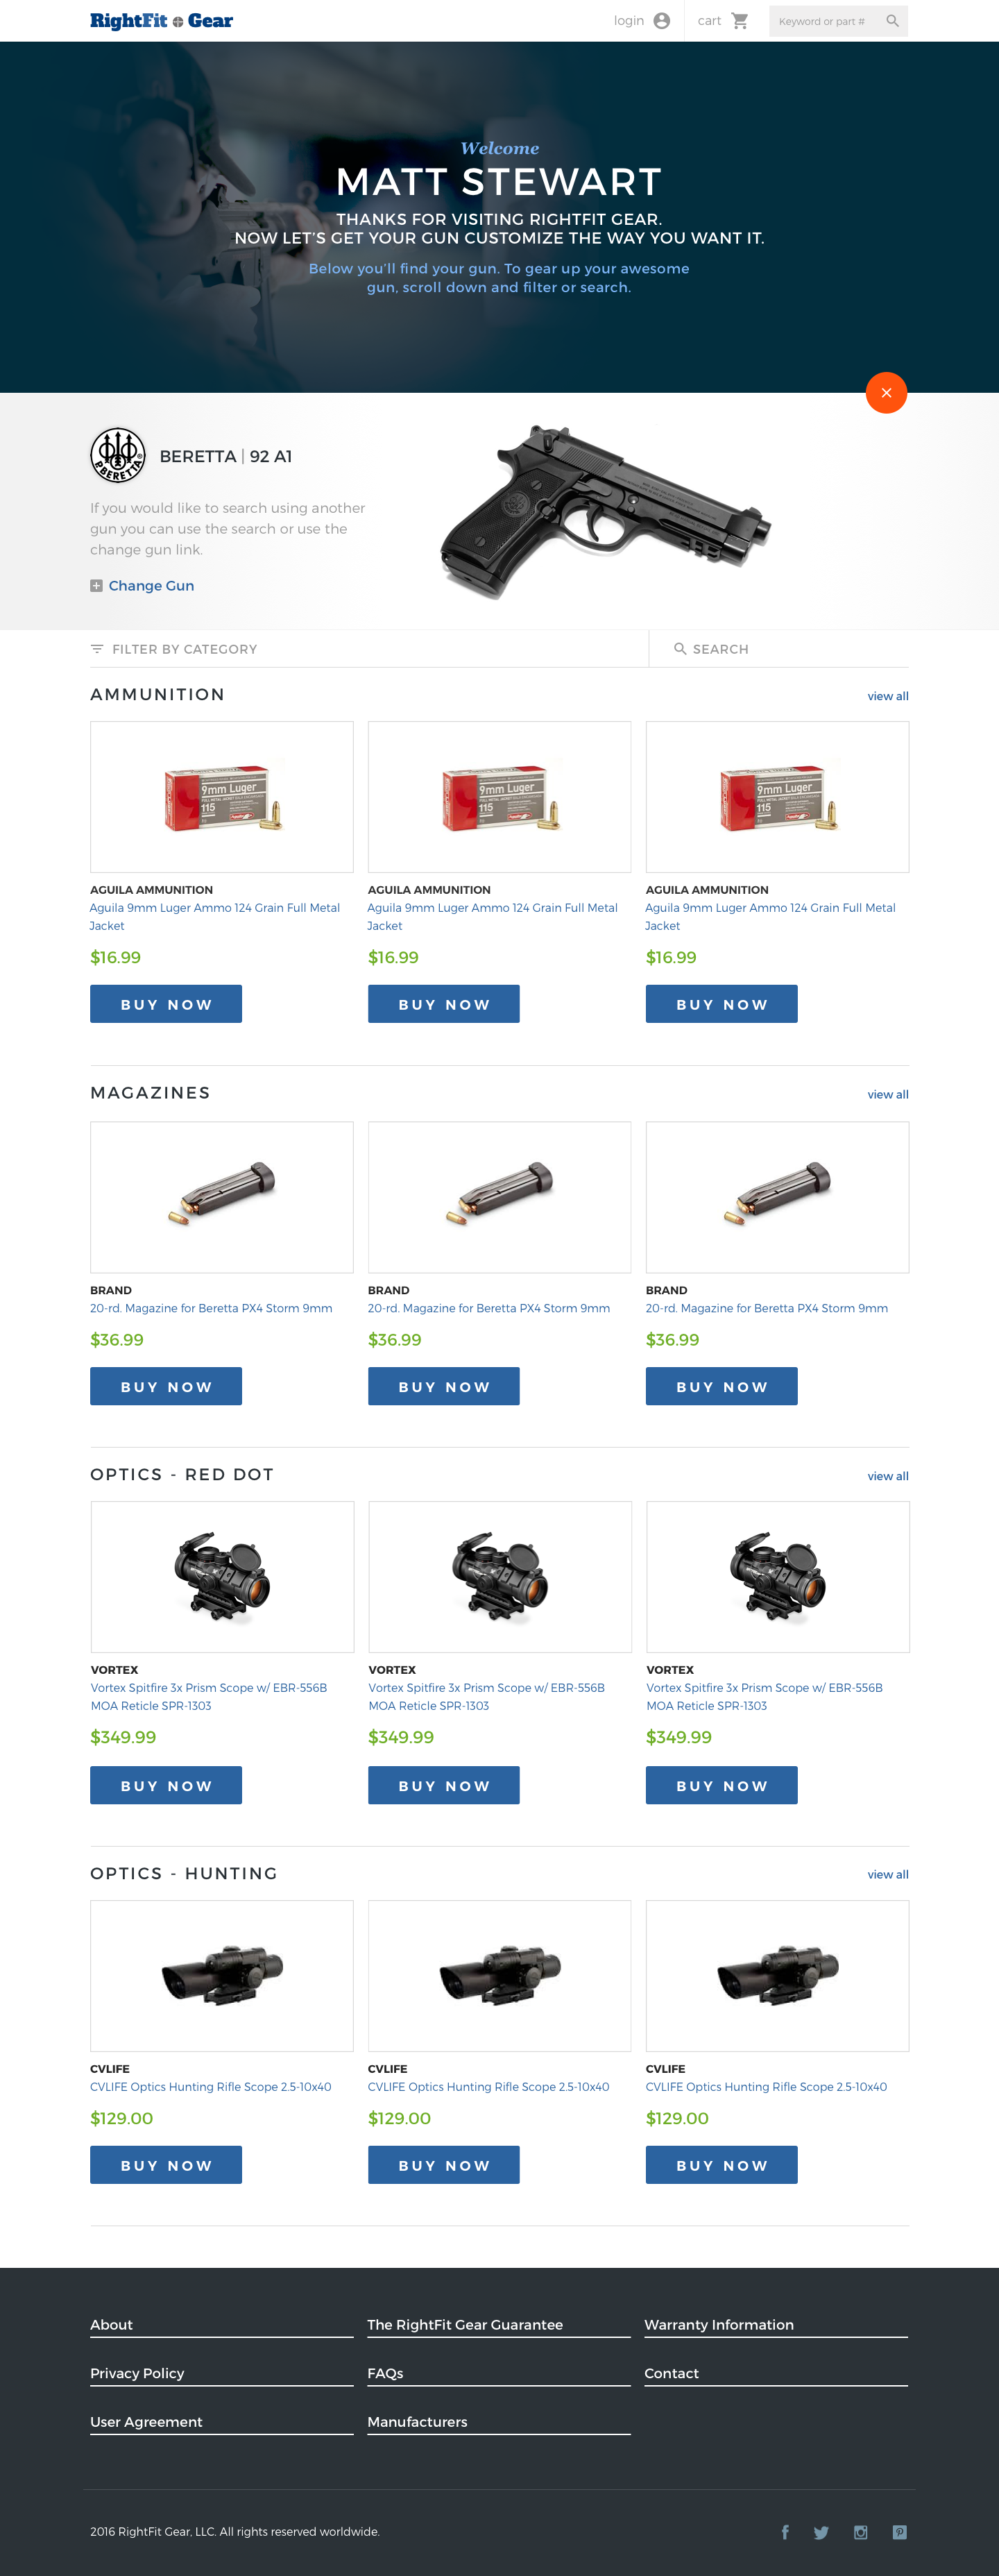 RightFit Gear
login
cart
Keyword or part #
Welcome
MATT STEWART
THANKS FOR VISITING RIGHTFIT GEAR.
NOW LET'S GET YOUR GUN CUSTOMIZE THE WAY YOU WANT IT.
Below you'll find your gun. To gear up your awesome
gun, scroll down and filter or search.
BERETTA
BERETTA | 92 A1
If you would like to search using another
gun you can use the search or use the
change gun link.
Change Gun
FILTER BY CATEGORY
SEARCH
AMMUNITION
view all
9mm Luger
115
9mm Luger
115
9mm Luger
115
AGUILA AMMUNITION
Aguila 9mm Luger Ammo 124 Grain Full Metal
Jacket
$16.99
BUY NOW
AGUILA AMMUNITION
Aguila 9mm Luger Ammo 124 Grain Full Metal
Jacket
$16.99
BUY NOW
AGUILA AMMUNITION
Aguila 9mm Luger Ammo 124 Grain Full Metal
Jacket
$16.99
BUY NOW
MAGAZINES
view all
BRAND
20-rd. Magazine for Beretta PX4 Storm 9mm
$36.99
BUY NOW
BRAND
20-rd. Magazine for Beretta PX4 Storm 9mm
$36.99
BUY NOW
BRAND
20-rd. Magazine for Beretta PX4 Storm 9mm
$36.99
BUY NOW
OPTICS - RED DOT
view all
VORTEX
Vortex Spitfire 3x Prism Scope w/ EBR-556B
MOA Reticle SPR-1303
$349.99
BUY NOW
VORTEX
Vortex Spitfire 3x Prism Scope w/ EBR-556B
MOA Reticle SPR-1303
$349.99
BUY NOW
VORTEX
Vortex Spitfire 3x Prism Scope w/ EBR-556B
MOA Reticle SPR-1303
$349.99
BUY NOW
OPTICS - HUNTING
view all
CVLIFE
CVLIFE Optics Hunting Rifle Scope 2.5-10x40
$129.00
BUY NOW
CVLIFE
CVLIFE Optics Hunting Rifle Scope 2.5-10x40
$129.00
BUY NOW
CVLIFE
CVLIFE Optics Hunting Rifle Scope 2.5-10x40
$129.00
BUY NOW
About
The RightFit Gear Guarantee
Warranty Information
Privacy Policy
FAQs
Contact
User Agreement
Manufacturers
2016 RightFit Gear, LLC. All rights reserved worldwide.